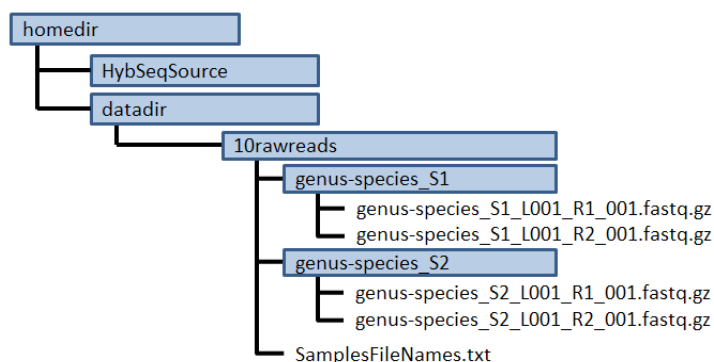 homedir
HybSeqSource
datadir
10rawreads
genus-species_S1
genus-species_S1_L001_R1_001.fastq.gz
genus-species_S1_L001_R2_001.fastq.gz
genus-species_S2
genus-species_S2_L001_R1_001.fastq.gz
genus-species_S2_L001_R2_001.fastq.gz
SamplesFileNames.txt